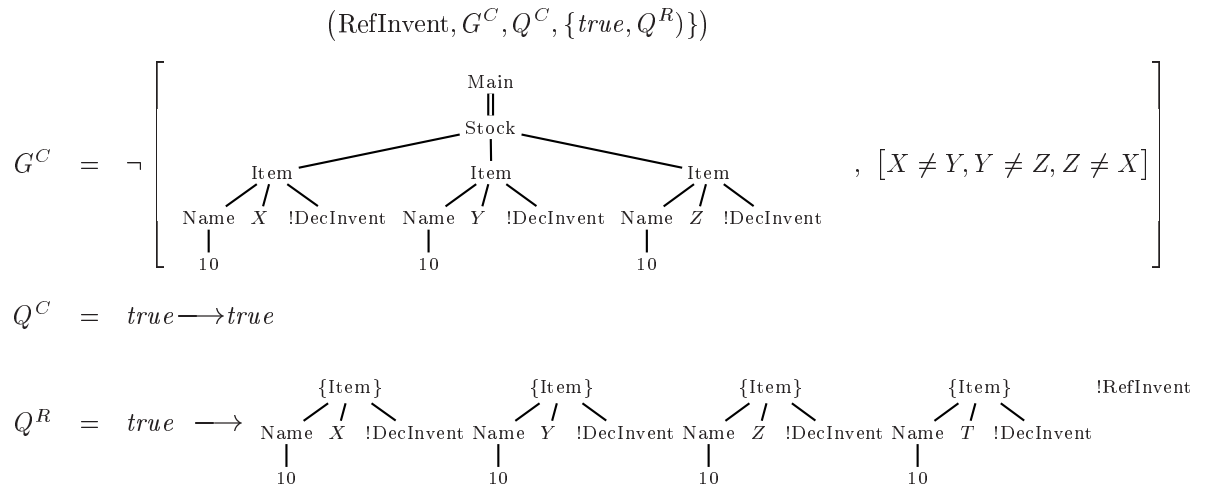 (RefInvent, G^C, Q^C, {true, Q^R)})
Main
Stock
G^C = ¬ [ Item Item Item , [X ≠ Y, Y ≠ Z, Z ≠ X] ]
Name X !DecInvent Name Y !DecInvent Name Z !DecInvent
10 10 10
Q^C = true ⟶ true
{Item} {Item} {Item} {Item} !RefInvent
Q^R = true ⟶ Name X !DecInvent Name Y !DecInvent Name Z !DecInvent Name T !DecInvent
10 10 10 10